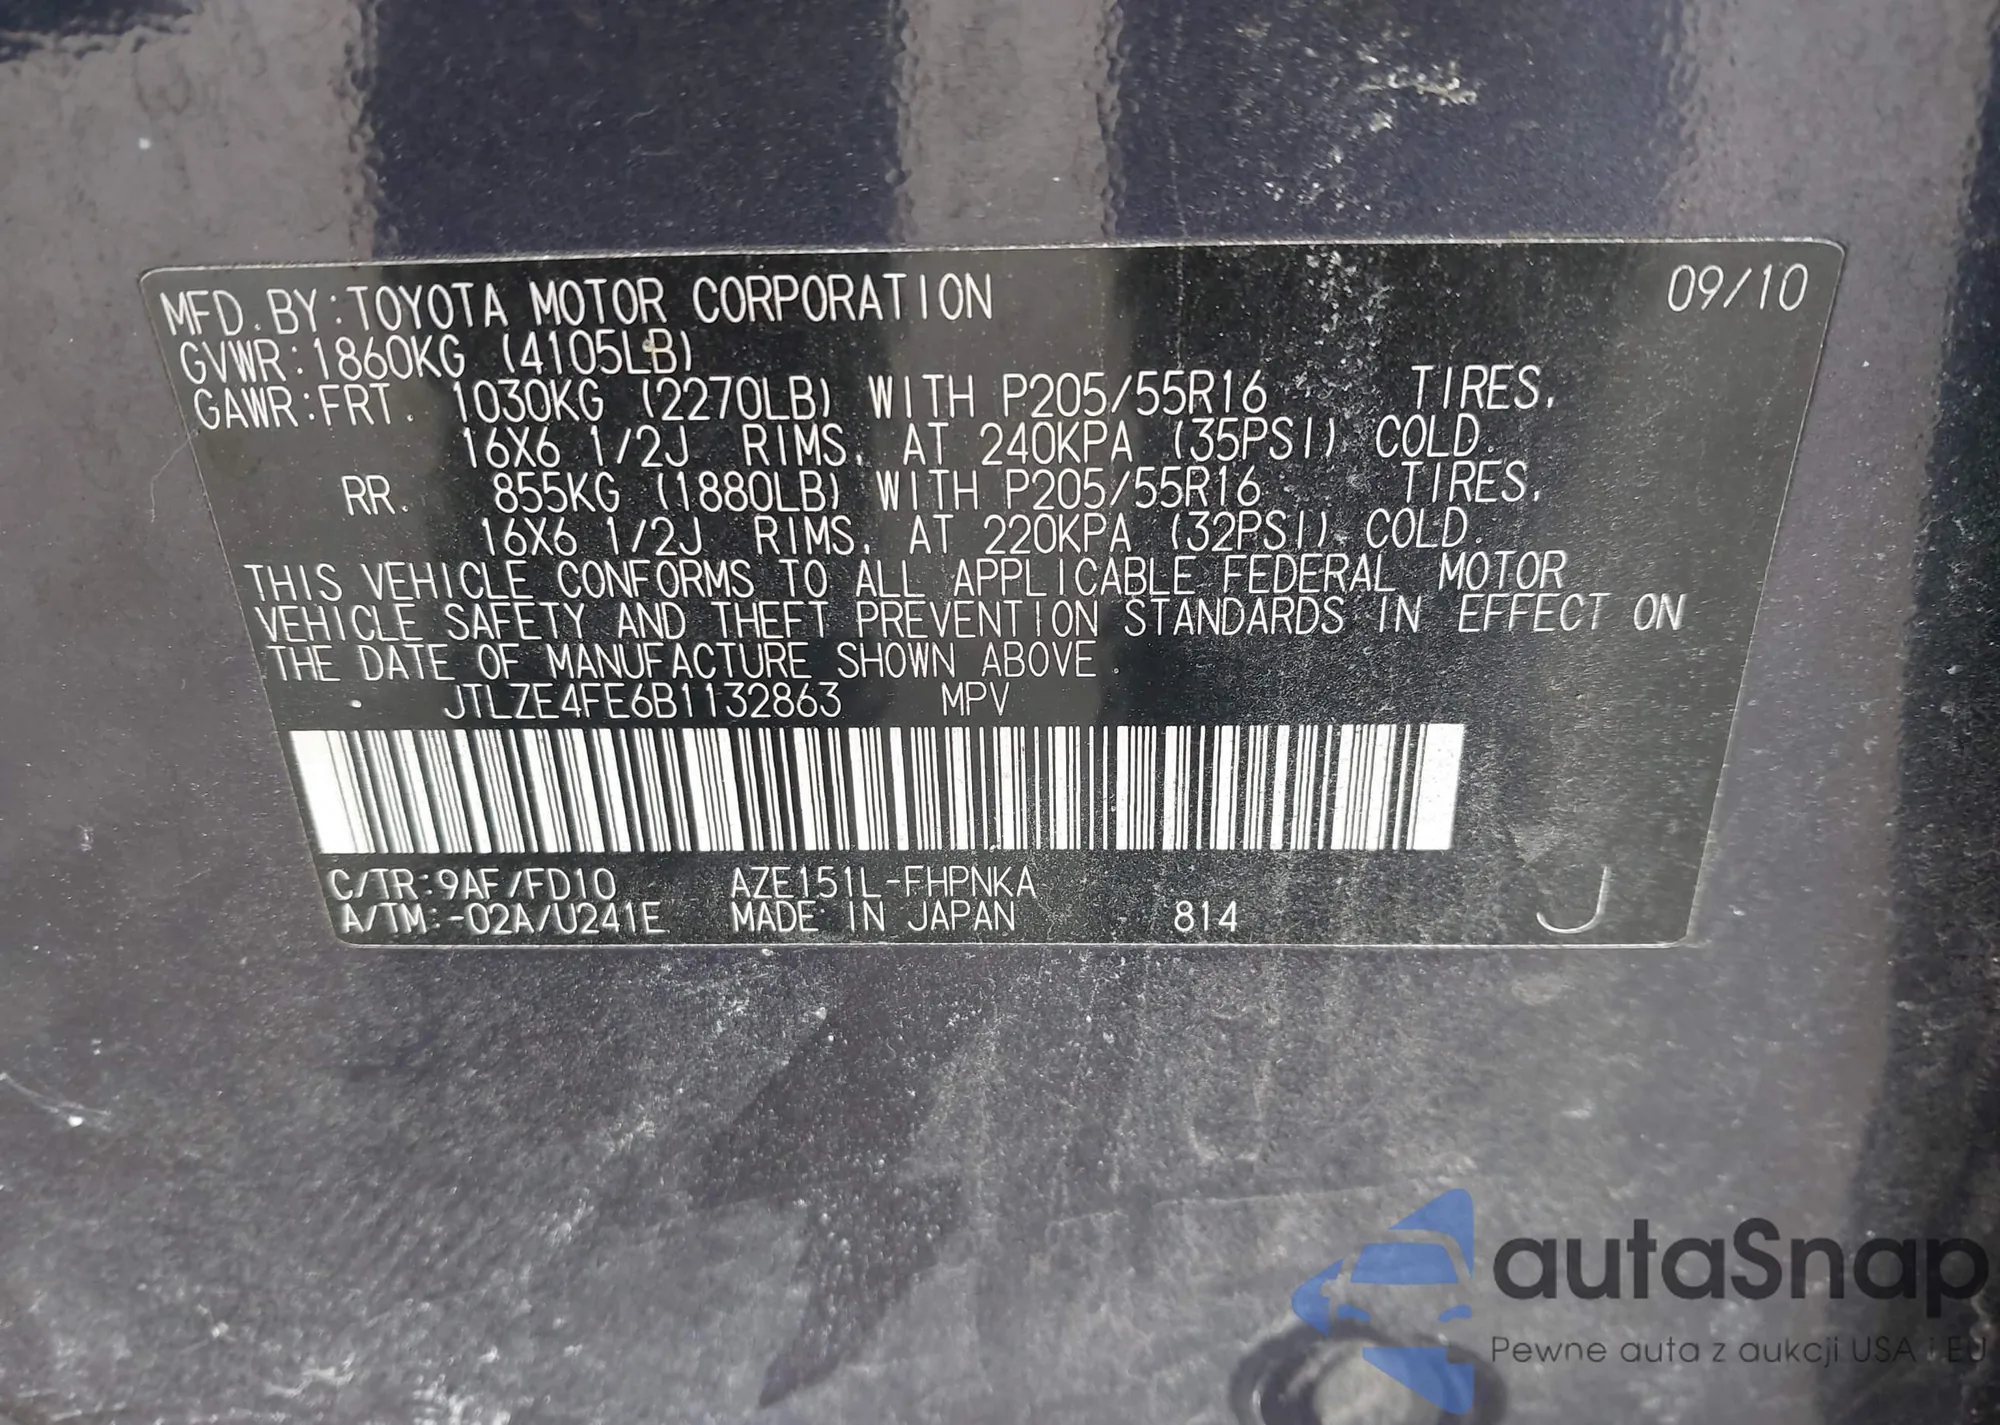 MFD. BY: TOYOTA MOTOR CORPORATION 09/10
GVWR: 1860KG (4105LB)
GAWR: FRT. 1030KG (2270LB) WITH P205/55R16 TIRES,
16X6 1/2J RIMS, AT 240KPA (35PSI) COLD.
RR. 855KG (1880LB) WITH P205/55R16 TIRES,
16X6 1/2J RIMS, AT 220KPA (32PSI) COLD.
THIS VEHICLE CONFORMS TO ALL APPLICABLE FEDERAL MOTOR
VEHICLE SAFETY AND THEFT PREVENTION STANDARDS IN EFFECT ON
THE DATE OF MANUFACTURE SHOWN ABOVE.
JTLZE4FE6B1132863 MPV
C/TR: 9AF/FD10 AZE151L-FHPNKA
A/TM: -02A/U241E MADE IN JAPAN 814 J
autaSnap
Pewne auta z aukcji USA i EU